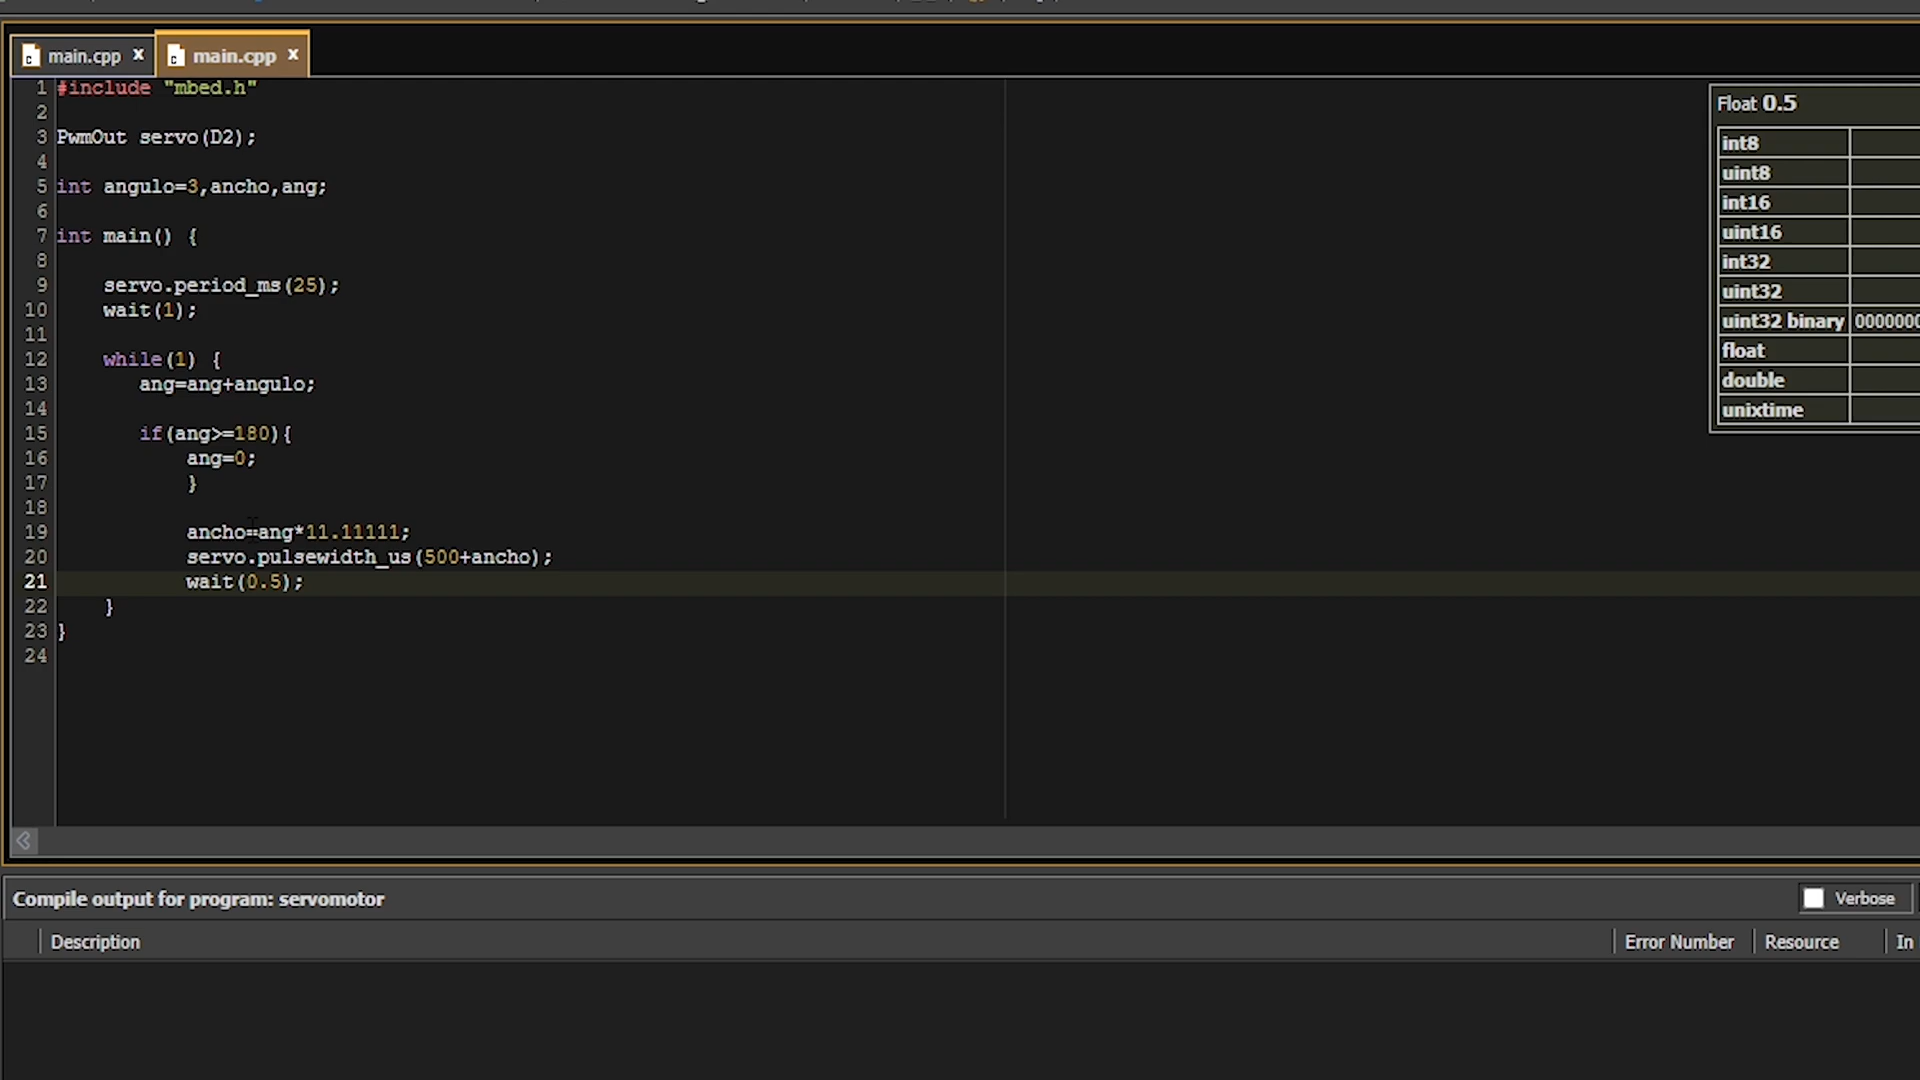 main.cpp x main.cpp x
1 #include "mbed.h"
2
3 PwmOut servo(D2);
4
5 int angulo=3,ancho,ang;
6
7 int main() {
8
9 servo.period_ms(25);
10 wait(1);
11
12 while(1) {
13 ang=ang+angulo;
14
15 if(ang>=180){
16 ang=0;
17 }
18
19 ancho=ang*11.11111;
20 servo.pulsewidth_us(500+ancho);
21 wait(0.5);
22 }
23 }
24
Float 0.5
int8
uint8
int16
uint16
int32
uint32
uint32 binary 0000000
float
double
unixtime
Compile output for program: servomotor Verbose
Description Error Number Resource In